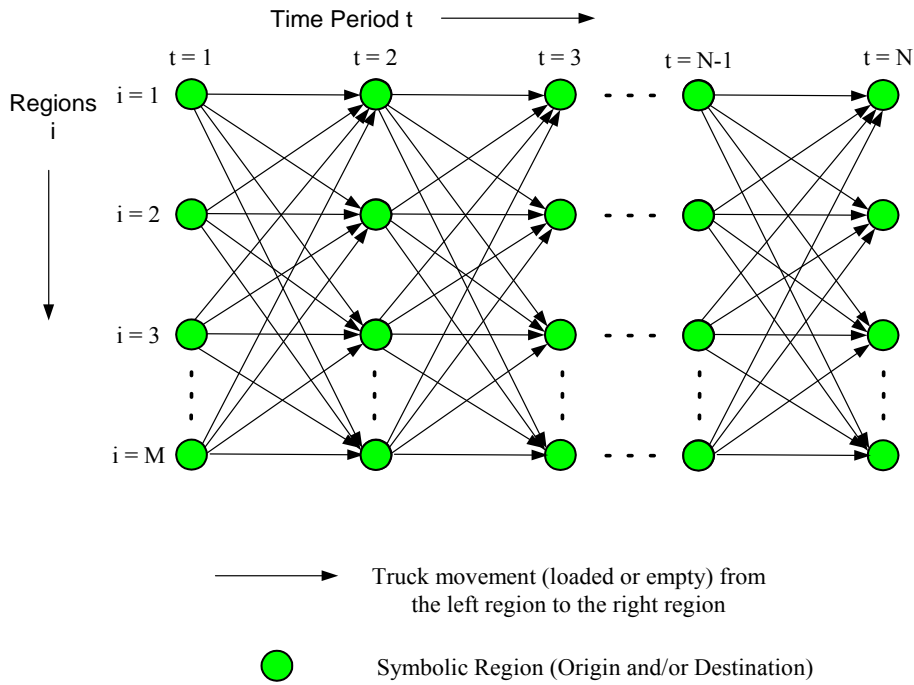 Time Period t
t = 1 t = 2 t = 3 t = N-1 t = N
Regions
i
i = 1
i = 2
i = 3
i = M
Truck movement (loaded or empty) from
the left region to the right region
Symbolic Region (Origin and/or Destination)